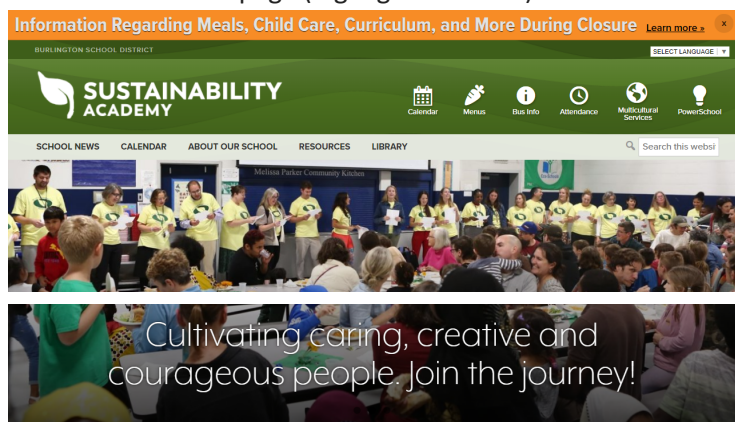 Information Regarding Meals, Child Care, Curriculum, and More During Closure Learn more » x
BURLINGTON SCHOOL DISTRICT
SELECT LANGUAGE ▼
SUSTAINABILITY
ACADEMY
Calendar Menus Bus Info Attendance Multicultural Services PowerSchool
SCHOOL NEWS CALENDAR ABOUT OUR SCHOOL RESOURCES LIBRARY
Search this websi
Melissa Parker Community Kitchen
Cultivating caring, creative and
courageous people. Join the journey!